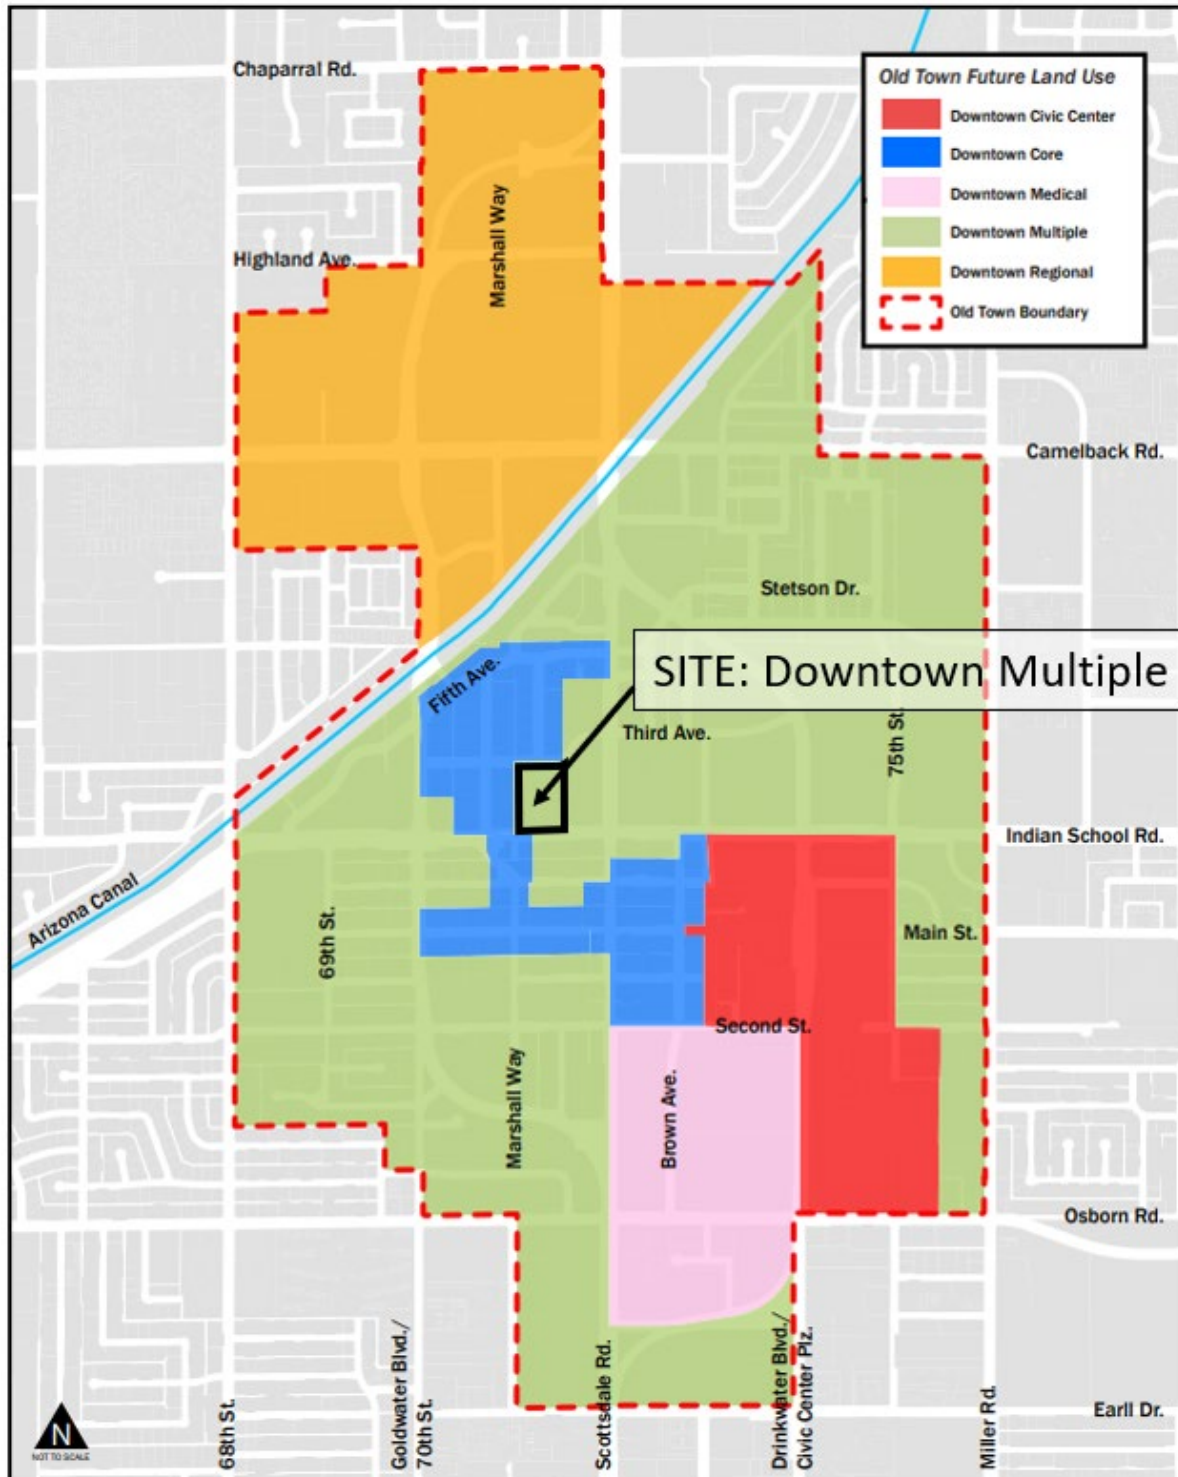 Chaparral Rd.
Old Town Future Land Use
Downtown Civic Center
Downtown Core
Downtown Medical
Downtown Multiple
Downtown Regional
Old Town Boundary
Highland Ave.
Marshall Way
Camelback Rd.
Stetson Dr.
SITE: Downtown Multiple
Fifth Ave.
Third Ave.
75th St.
Indian School Rd.
Arizona Canal
69th St.
Main St.
Second St.
Marshall Way
Brown Ave.
Osborn Rd.
68th St.
Goldwater Blvd./
70th St.
Scottsdale Rd.
Drinkwater Blvd./
Civic Center Plz.
Miller Rd.
Earll Dr.
N
NOT TO SCALE